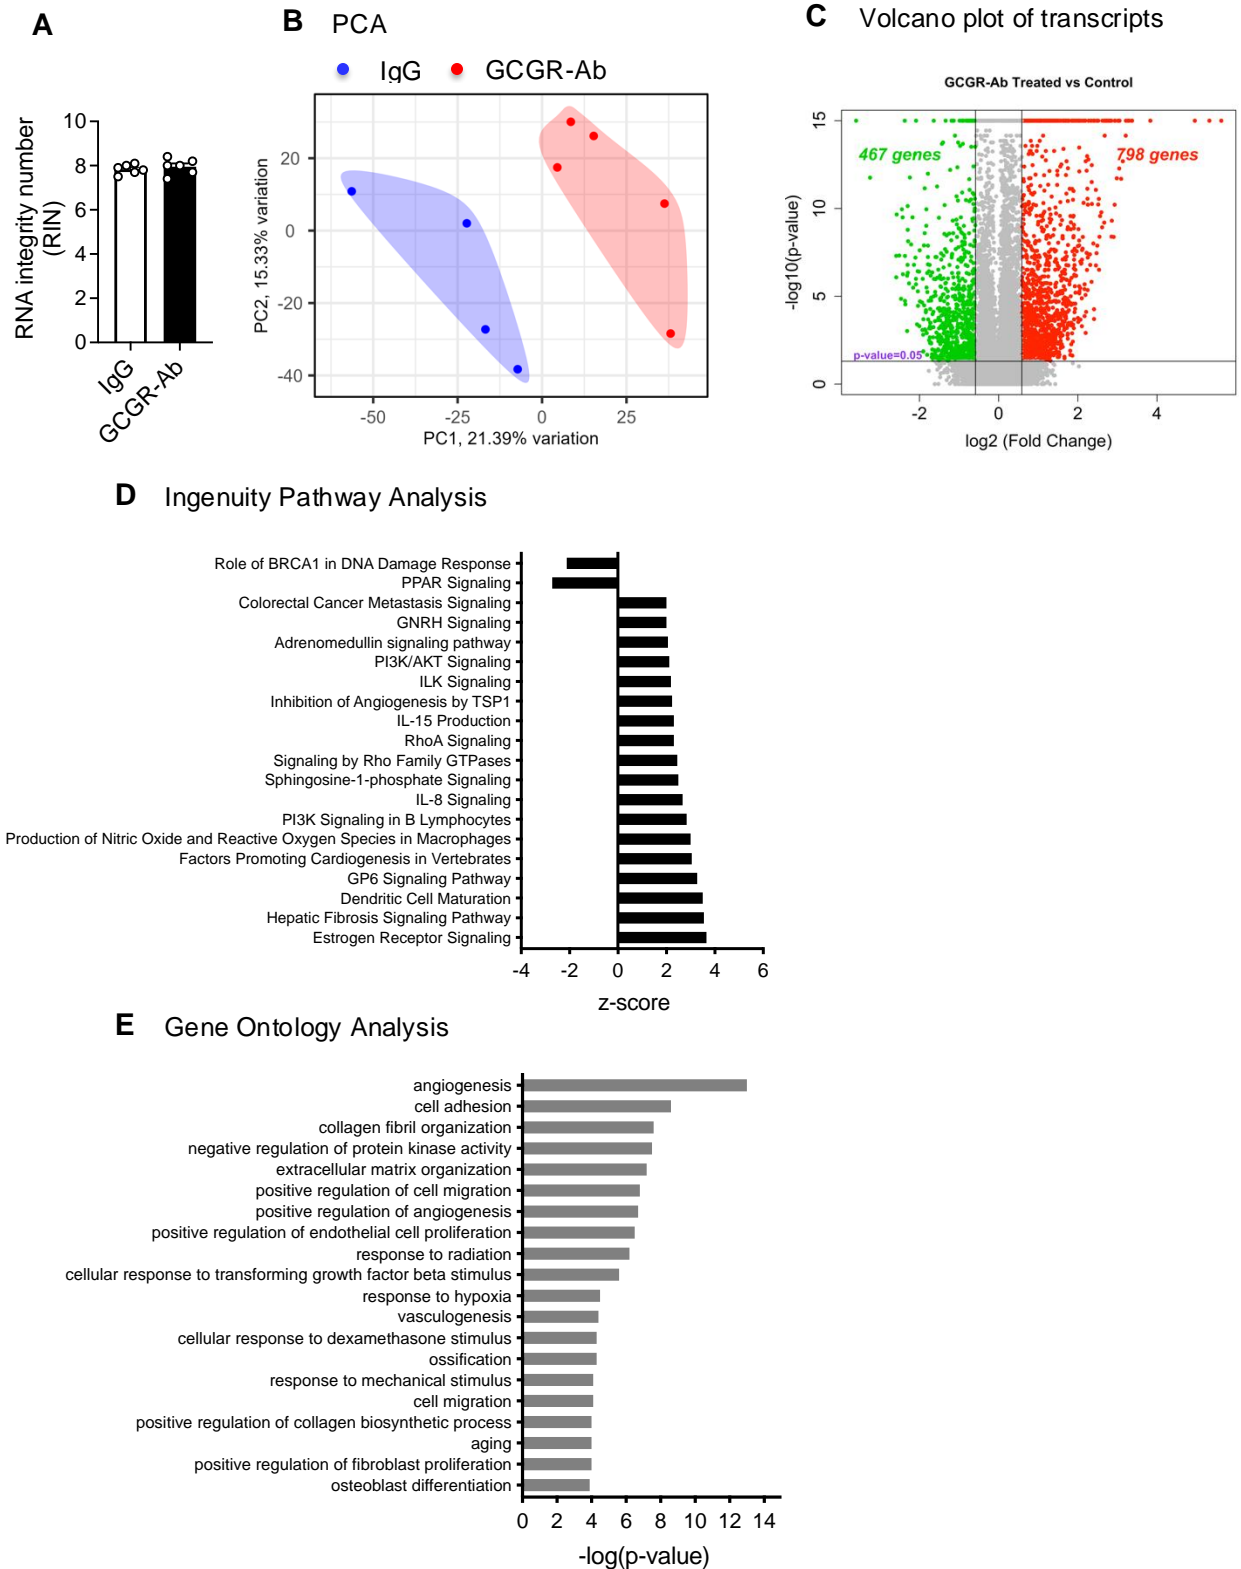 A
RNA integrity number
(RIN)
10
8
6
4
2
0
IgG
GCGR-Ab
B PCA
IgG GCGR-Ab
PC2, 15.33% variation
20
0
-20
-40
-50 -25 0 25
PC1, 21.39% variation
C Volcano plot of transcripts
GCGR-Ab Treated vs Control
-log10(p-value)
15
10
5
0
467 genes 798 genes
p-value=0.05
-2 0 2 4
log2 (Fold Change)
D Ingenuity Pathway Analysis
Role of BRCA1 in DNA Damage Response
PPAR Signaling
Colorectal Cancer Metastasis Signaling
GNRH Signaling
Adrenomedullin signaling pathway
PI3K/AKT Signaling
ILK Signaling
Inhibition of Angiogenesis by TSP1
IL-15 Production
RhoA Signaling
Signaling by Rho Family GTPases
Sphingosine-1-phosphate Signaling
IL-8 Signaling
PI3K Signaling in B Lymphocytes
Production of Nitric Oxide and Reactive Oxygen Species in Macrophages
Factors Promoting Cardiogenesis in Vertebrates
GP6 Signaling Pathway
Dendritic Cell Maturation
Hepatic Fibrosis Signaling Pathway
Estrogen Receptor Signaling
-4 -2 0 2 4 6
z-score
E Gene Ontology Analysis
angiogenesis
cell adhesion
collagen fibril organization
negative regulation of protein kinase activity
extracellular matrix organization
positive regulation of cell migration
positive regulation of angiogenesis
positive regulation of endothelial cell proliferation
response to radiation
cellular response to transforming growth factor beta stimulus
response to hypoxia
vasculogenesis
cellular response to dexamethasone stimulus
ossification
response to mechanical stimulus
cell migration
positive regulation of collagen biosynthetic process
aging
positive regulation of fibroblast proliferation
osteoblast differentiation
0 2 4 6 8 10 12 14
-log(p-value)